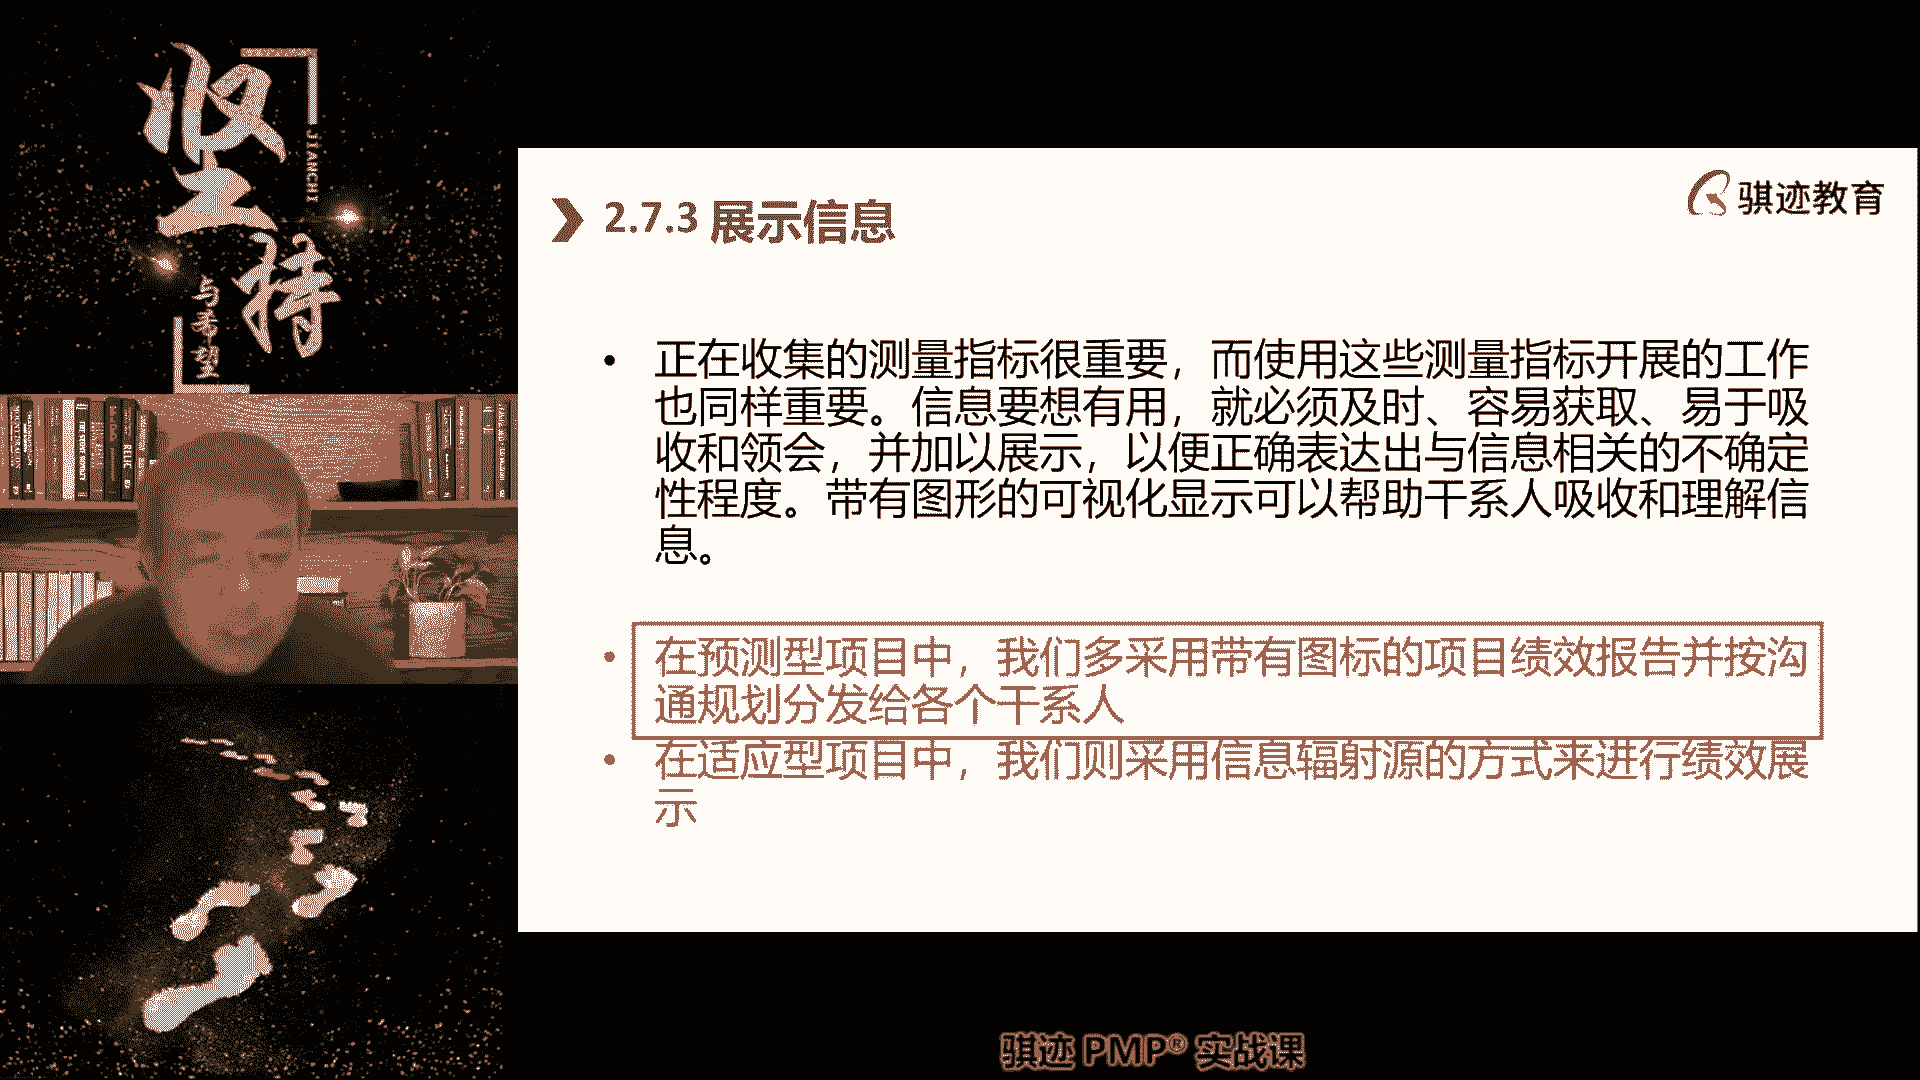 坚持
JIANCHI
与希望
骐迹教育
2.7.3 展示信息
• 正在收集的测量指标很重要，而使用这些测量指标开展的工作
也同样重要。信息要想有用，就必须及时、容易获取、易于吸
收和领会，并加以展示，以便正确表达出与信息相关的不确定
性程度。带有图形的可视化显示可以帮助干系人吸收和理解信
息。
• 在预测型项目中，我们多采用带有图标的项目绩效报告并按沟
通规划分发给各个干系人
• 在适应型项目中，我们则采用信息辐射源的方式来进行绩效展
示
骐迹 PMP® 实战课